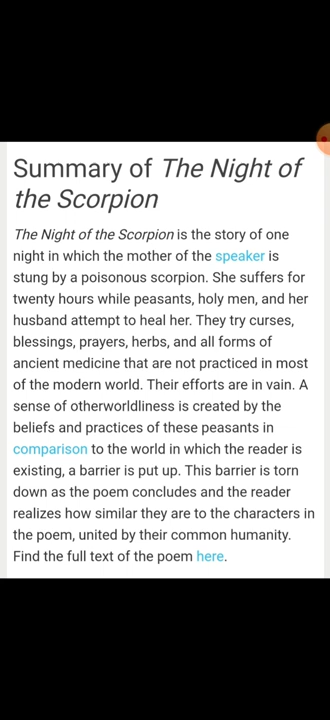 Summary of The Night of
the Scorpion
The Night of the Scorpion is the story of one
night in which the mother of the speaker is
stung by a poisonous scorpion. She suffers for
twenty hours while peasants, holy men, and her
husband attempt to heal her. They try curses,
blessings, prayers, herbs, and all forms of
ancient medicine that are not practiced in most
of the modern world. Their efforts are in vain. A
sense of otherworldliness is created by the
beliefs and practices of these peasants in
comparison to the world in which the reader is
existing, a barrier is put up. This barrier is torn
down as the poem concludes and the reader
realizes how similar they are to the characters in
the poem, united by their common humanity.
Find the full text of the poem here.